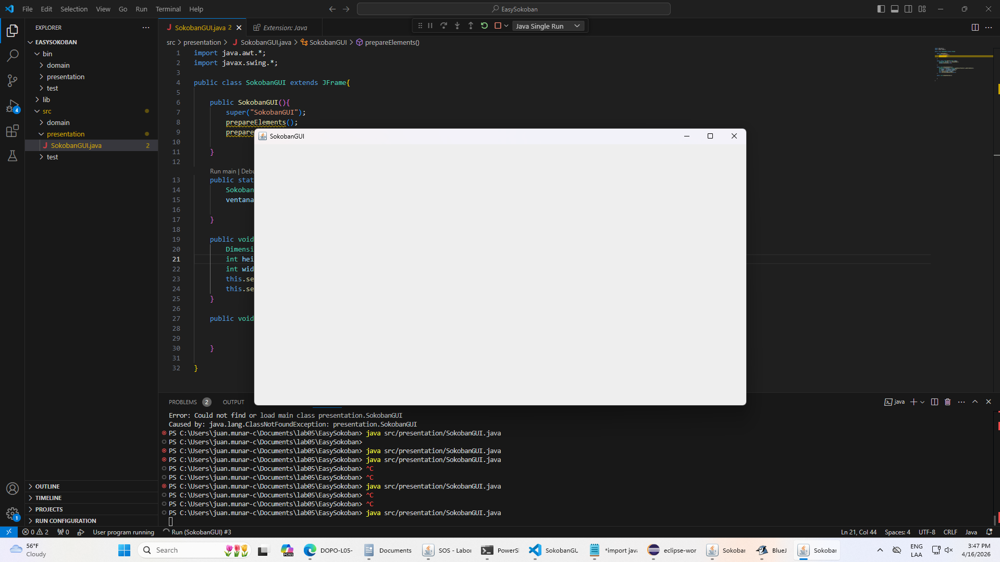 File Edit Selection View Go Run Terminal Help
EasySokoban
EXPLORER
SokobanGUI.java 2
Extension: Java
Java Single Run
EASYSOKOBAN
src > presentation > SokobanGUI.java > SokobanGUI > prepareElements()
bin
domain
presentation
test
lib
src
domain
presentation
SokobanGUI.java 2
test
4
1 import java.awt.*;
2 import javax.swing.*;
3
4 public class SokobanGUI extends JFrame{
5
6 public SokobanGUI(){
7 super("SokobanGUI");
8 prepareElements();
9 prepare
10
11 }
12
Run main | Debu
13 public stat
14 Sokoban
15 ventana
16
17 }
18
19 public void
20 Dimensi
21 int hei
22 int wid
23 this.se
24 this.se
25 }
26
27 public void
28
29
30 }
31
32 }
SokobanGUI
PROBLEMS 2 OUTPUT
java
Error: Could not find or load main class presentation.SokobanGUI
Caused by: java.lang.ClassNotFoundException: presentation.SokobanGUI
PS C:\Users\juan.munar-c\Documents\lab05\EasySokoban> java src/presentation/SokobanGUI.java
PS C:\Users\juan.munar-c\Documents\lab05\EasySokoban>
PS C:\Users\juan.munar-c\Documents\lab05\EasySokoban> java src/presentation/SokobanGUI.java
PS C:\Users\juan.munar-c\Documents\lab05\EasySokoban> java src/presentation/SokobanGUI.java
PS C:\Users\juan.munar-c\Documents\lab05\EasySokoban> ^C
PS C:\Users\juan.munar-c\Documents\lab05\EasySokoban> ^C
PS C:\Users\juan.munar-c\Documents\lab05\EasySokoban> java src/presentation/SokobanGUI.java
PS C:\Users\juan.munar-c\Documents\lab05\EasySokoban> ^C
PS C:\Users\juan.munar-c\Documents\lab05\EasySokoban> ^C
PS C:\Users\juan.munar-c\Documents\lab05\EasySokoban> java src/presentation/SokobanGUI.java
OUTLINE
TIMELINE
PROJECTS
RUN CONFIGURATION
1
0 2 0 User program running Run (SokobanGUI) #3
Ln 21, Col 44 Spaces: 4 UTF-8 CRLF Java
56°F
Cloudy
Search
M365
DOPO-L05-
Documents
SOS - Labor
PowerS
SokobanGU
*import java
eclipse-wor
Sokobar
BlueJ
Sokobar
ENG
LAA
3:47 PM
4/16/2026